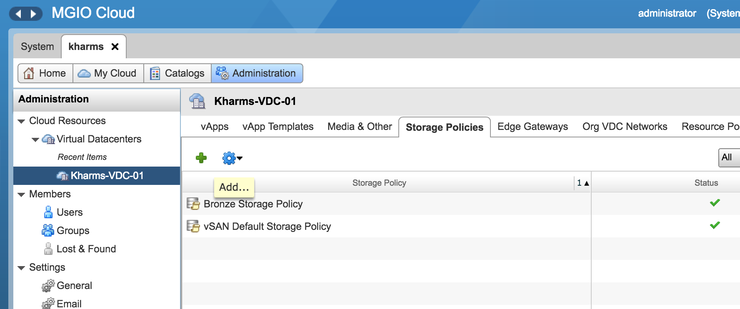 MGIO Cloud
administrator (System
System kharms
Home My Cloud Catalogs Administration
Administration
Cloud Resources
Virtual Datacenters
Recent Items
Kharms-VDC-01
Members
Users
Groups
Lost & Found
Settings
General
Email
Kharms-VDC-01
vApps vApp Templates Media & Other Storage Policies Edge Gateways Org VDC Networks Resource Po
All
Add...
Storage Policy 1 Status
Bronze Storage Policy
vSAN Default Storage Policy